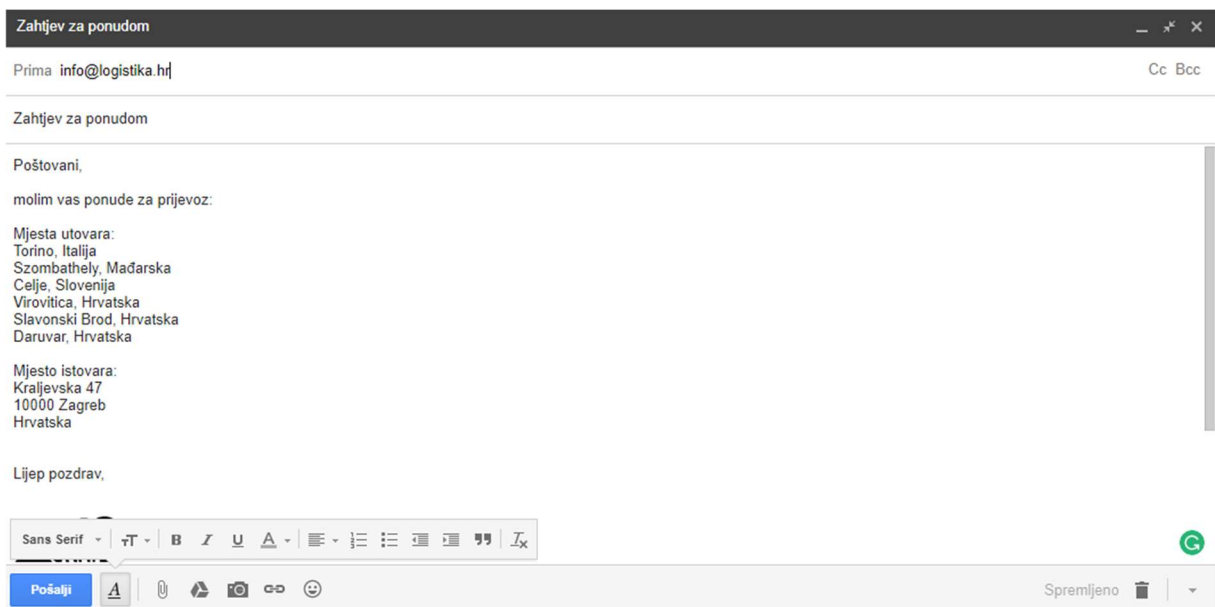 Zahtjev za ponudom
Prima info@logistika.hr
Cc Bcc
Zahtjev za ponudom
Poštovani,
molim vas ponude za prijevoz:
Mjesta utovara:
Torino, Italija
Szombathely, Mađarska
Celje, Slovenija
Virovitica, Hrvatska
Slavonski Brod, Hrvatska
Daruvar, Hrvatska
Mjesto istovara:
Kraljevska 47
10000 Zagreb
Hrvatska
Lijep pozdrav,
Sans Serif
Pošalji
Spremljeno